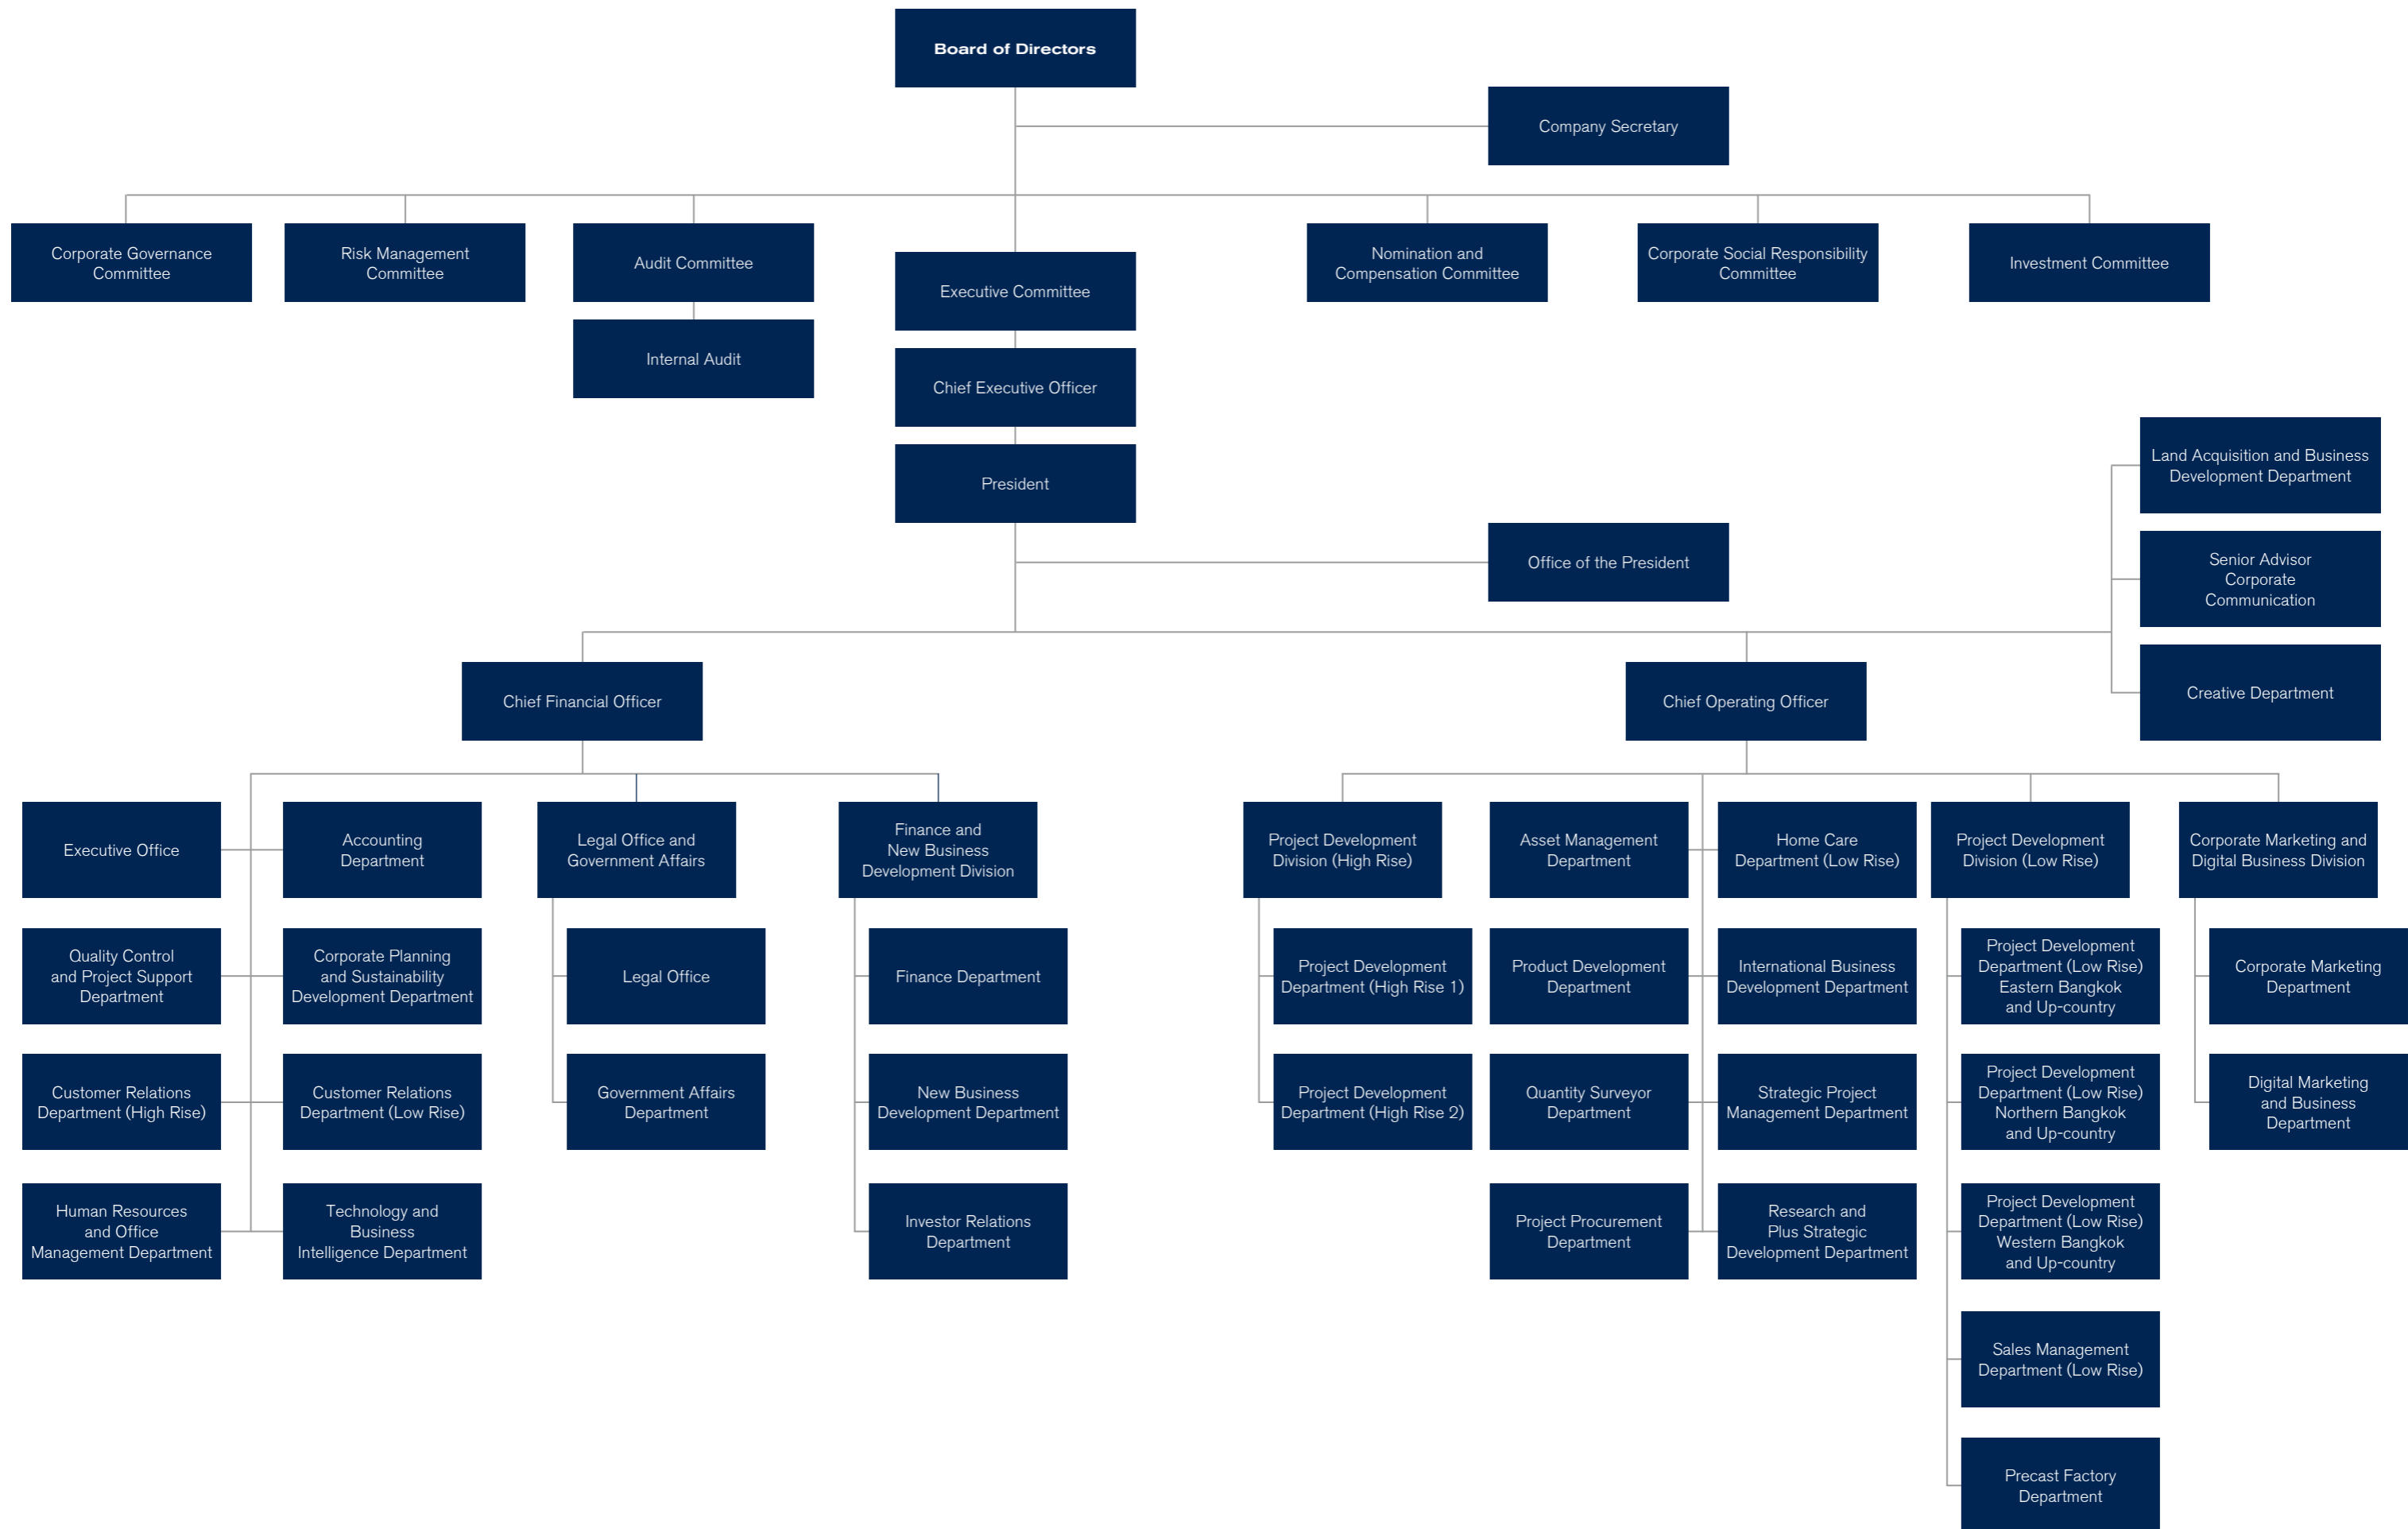 Board of Directors
Company Secretary
Corporate Governance
Committee
Risk Management
Committee
Audit Committee
Internal Audit
Executive Committee
Chief Executive Officer
President
Nomination and
Compensation Committee
Corporate Social Responsibility
Committee
Investment Committee
Office of the President
Land Acquisition and Business
Development Department
Senior Advisor
Corporate
Communication
Creative Department
Chief Financial Officer
Chief Operating Officer
Executive Office
Accounting
Department
Quality Control
and Project Support
Department
Corporate Planning
and Sustainability
Development Department
Customer Relations
Department (High Rise)
Customer Relations
Department (Low Rise)
Human Resources
and Office
Management Department
Technology and
Business
Intelligence Department
Legal Office and
Government Affairs
Legal Office
Government Affairs
Department
Finance and
New Business
Development Division
Finance Department
New Business
Development Department
Investor Relations
Department
Project Development
Division (High Rise)
Project Development
Department (High Rise 1)
Project Development
Department (High Rise 2)
Asset Management
Department
Home Care
Department (Low Rise)
Product Development
Department
International Business
Development Department
Quantity Surveyor
Department
Strategic Project
Management Department
Project Procurement
Department
Research and
Plus Strategic
Development Department
Project Development
Division (Low Rise)
Project Development
Department (Low Rise)
Eastern Bangkok
and Up-country
Project Development
Department (Low Rise)
Northern Bangkok
and Up-country
Project Development
Department (Low Rise)
Western Bangkok
and Up-country
Sales Management
Department (Low Rise)
Precast Factory
Department
Corporate Marketing and
Digital Business Division
Corporate Marketing
Department
Digital Marketing
and Business
Department